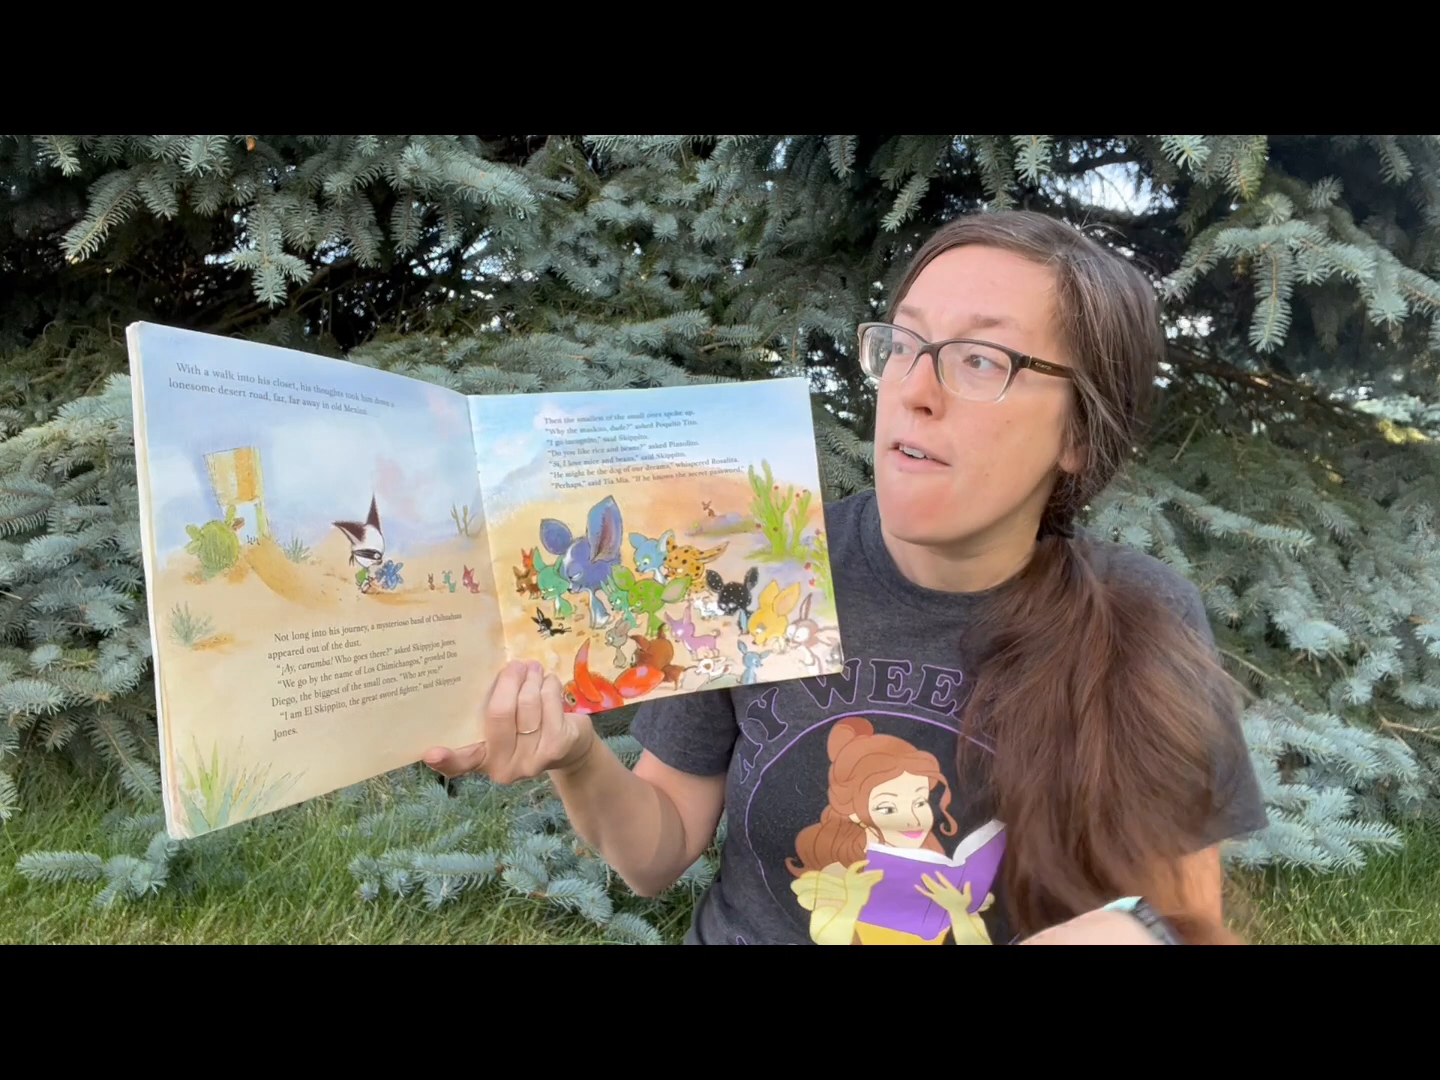 With a walk into his closet, his thoughts took him down a
lonesome desert road, far, far away in old Mexico.
Not long into his journey, a mysterioso band of Chihuahuas
appeared out of the dust.
"¡Ay, caramba! Who goes there?" asked Skippyjon Jones.
"We go by the name of Los Chimichangos," growled Don
Diego, the biggest of the small ones. "Who are you?"
"I am El Skippito, the great sword fighter," said Skippyjon
Jones.
Then the smallest of the small ones spoke up.
"Why the maskito, dude?" asked Poquito Tito.
"I go incognito," said Skippito.
"Do you like rice and beans?" asked Pintolito.
"Sí, I love mice and beans," said Skippito.
"He might be the dog of our dreams," whispered Rosalita.
"Perhaps," said Tia Mia. "If he knows the secret password."
WEE